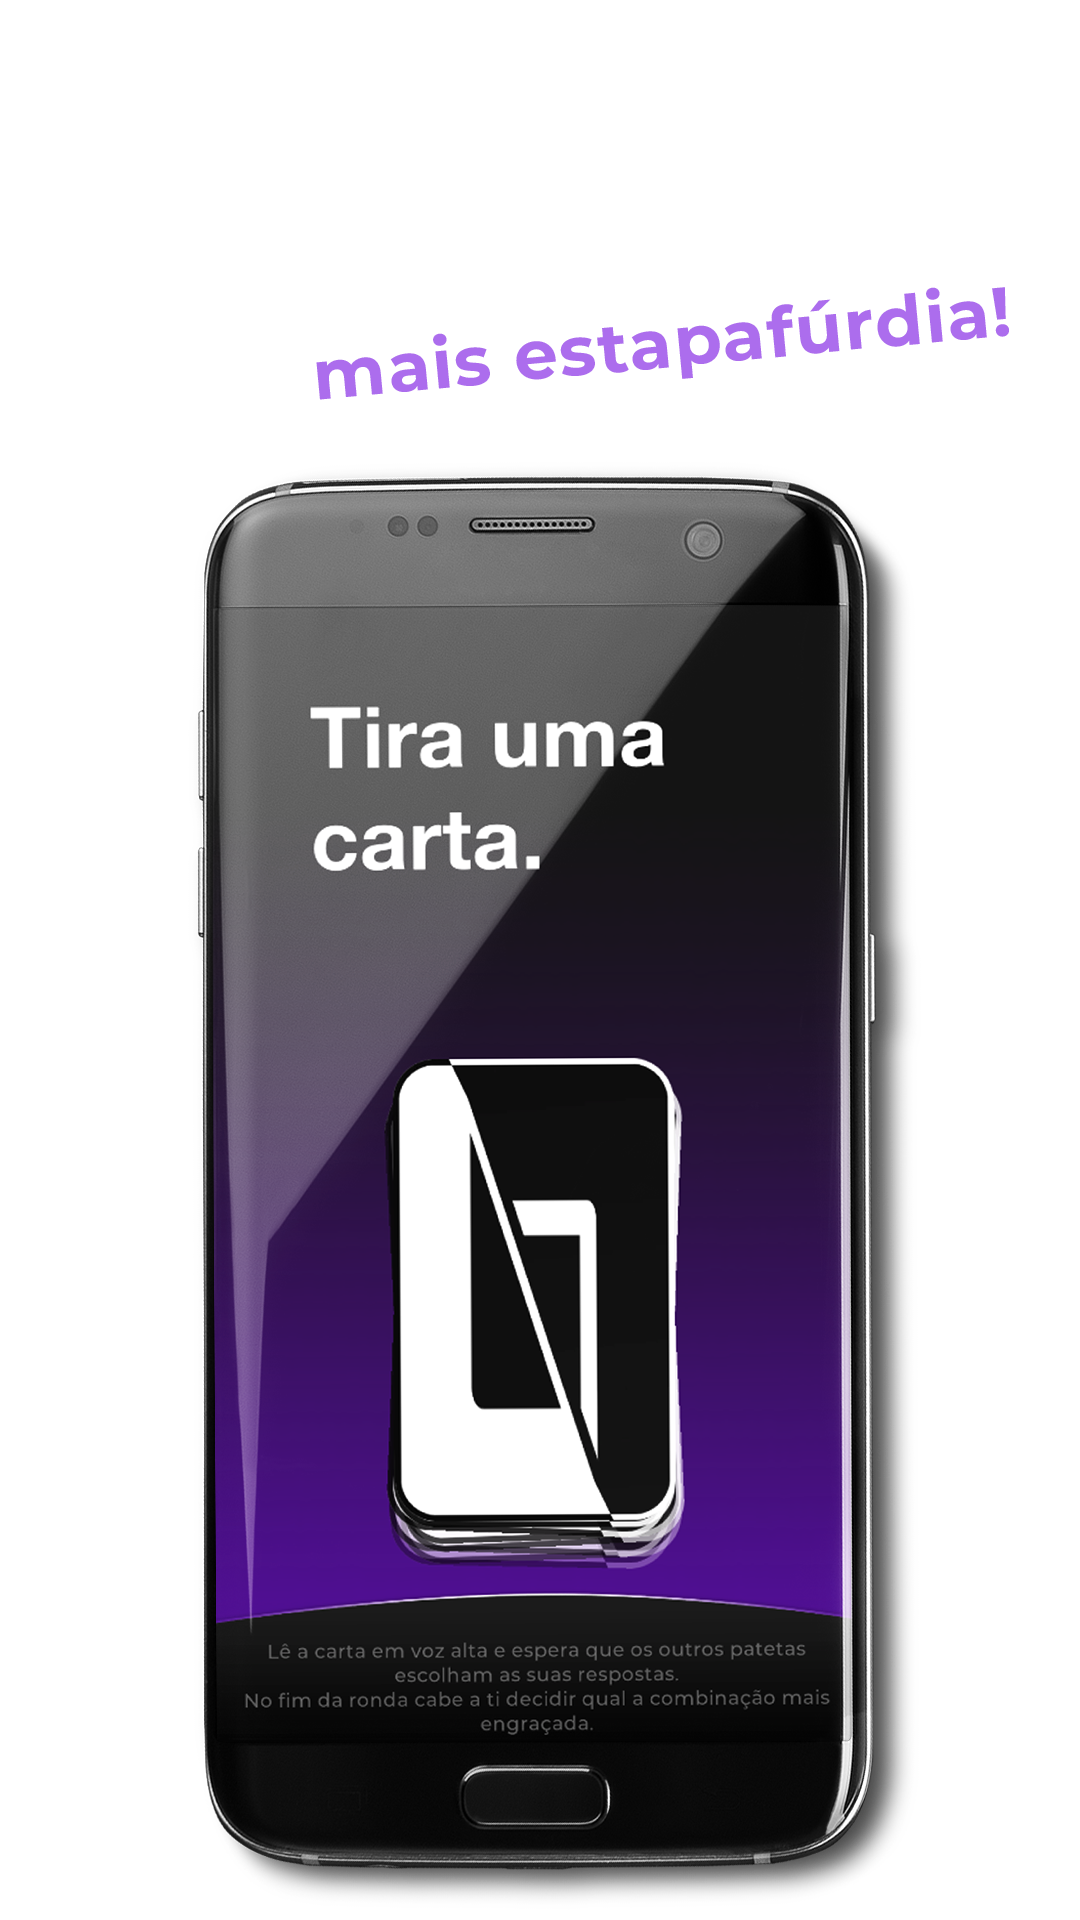 mais estapafúrdia!
Tira uma
carta.
Lê a carta em voz alta e espera que os outros patetas
escolham as suas respostas.
No fim da ronda cabe a ti decidir qual a combinação mais
engraçada.